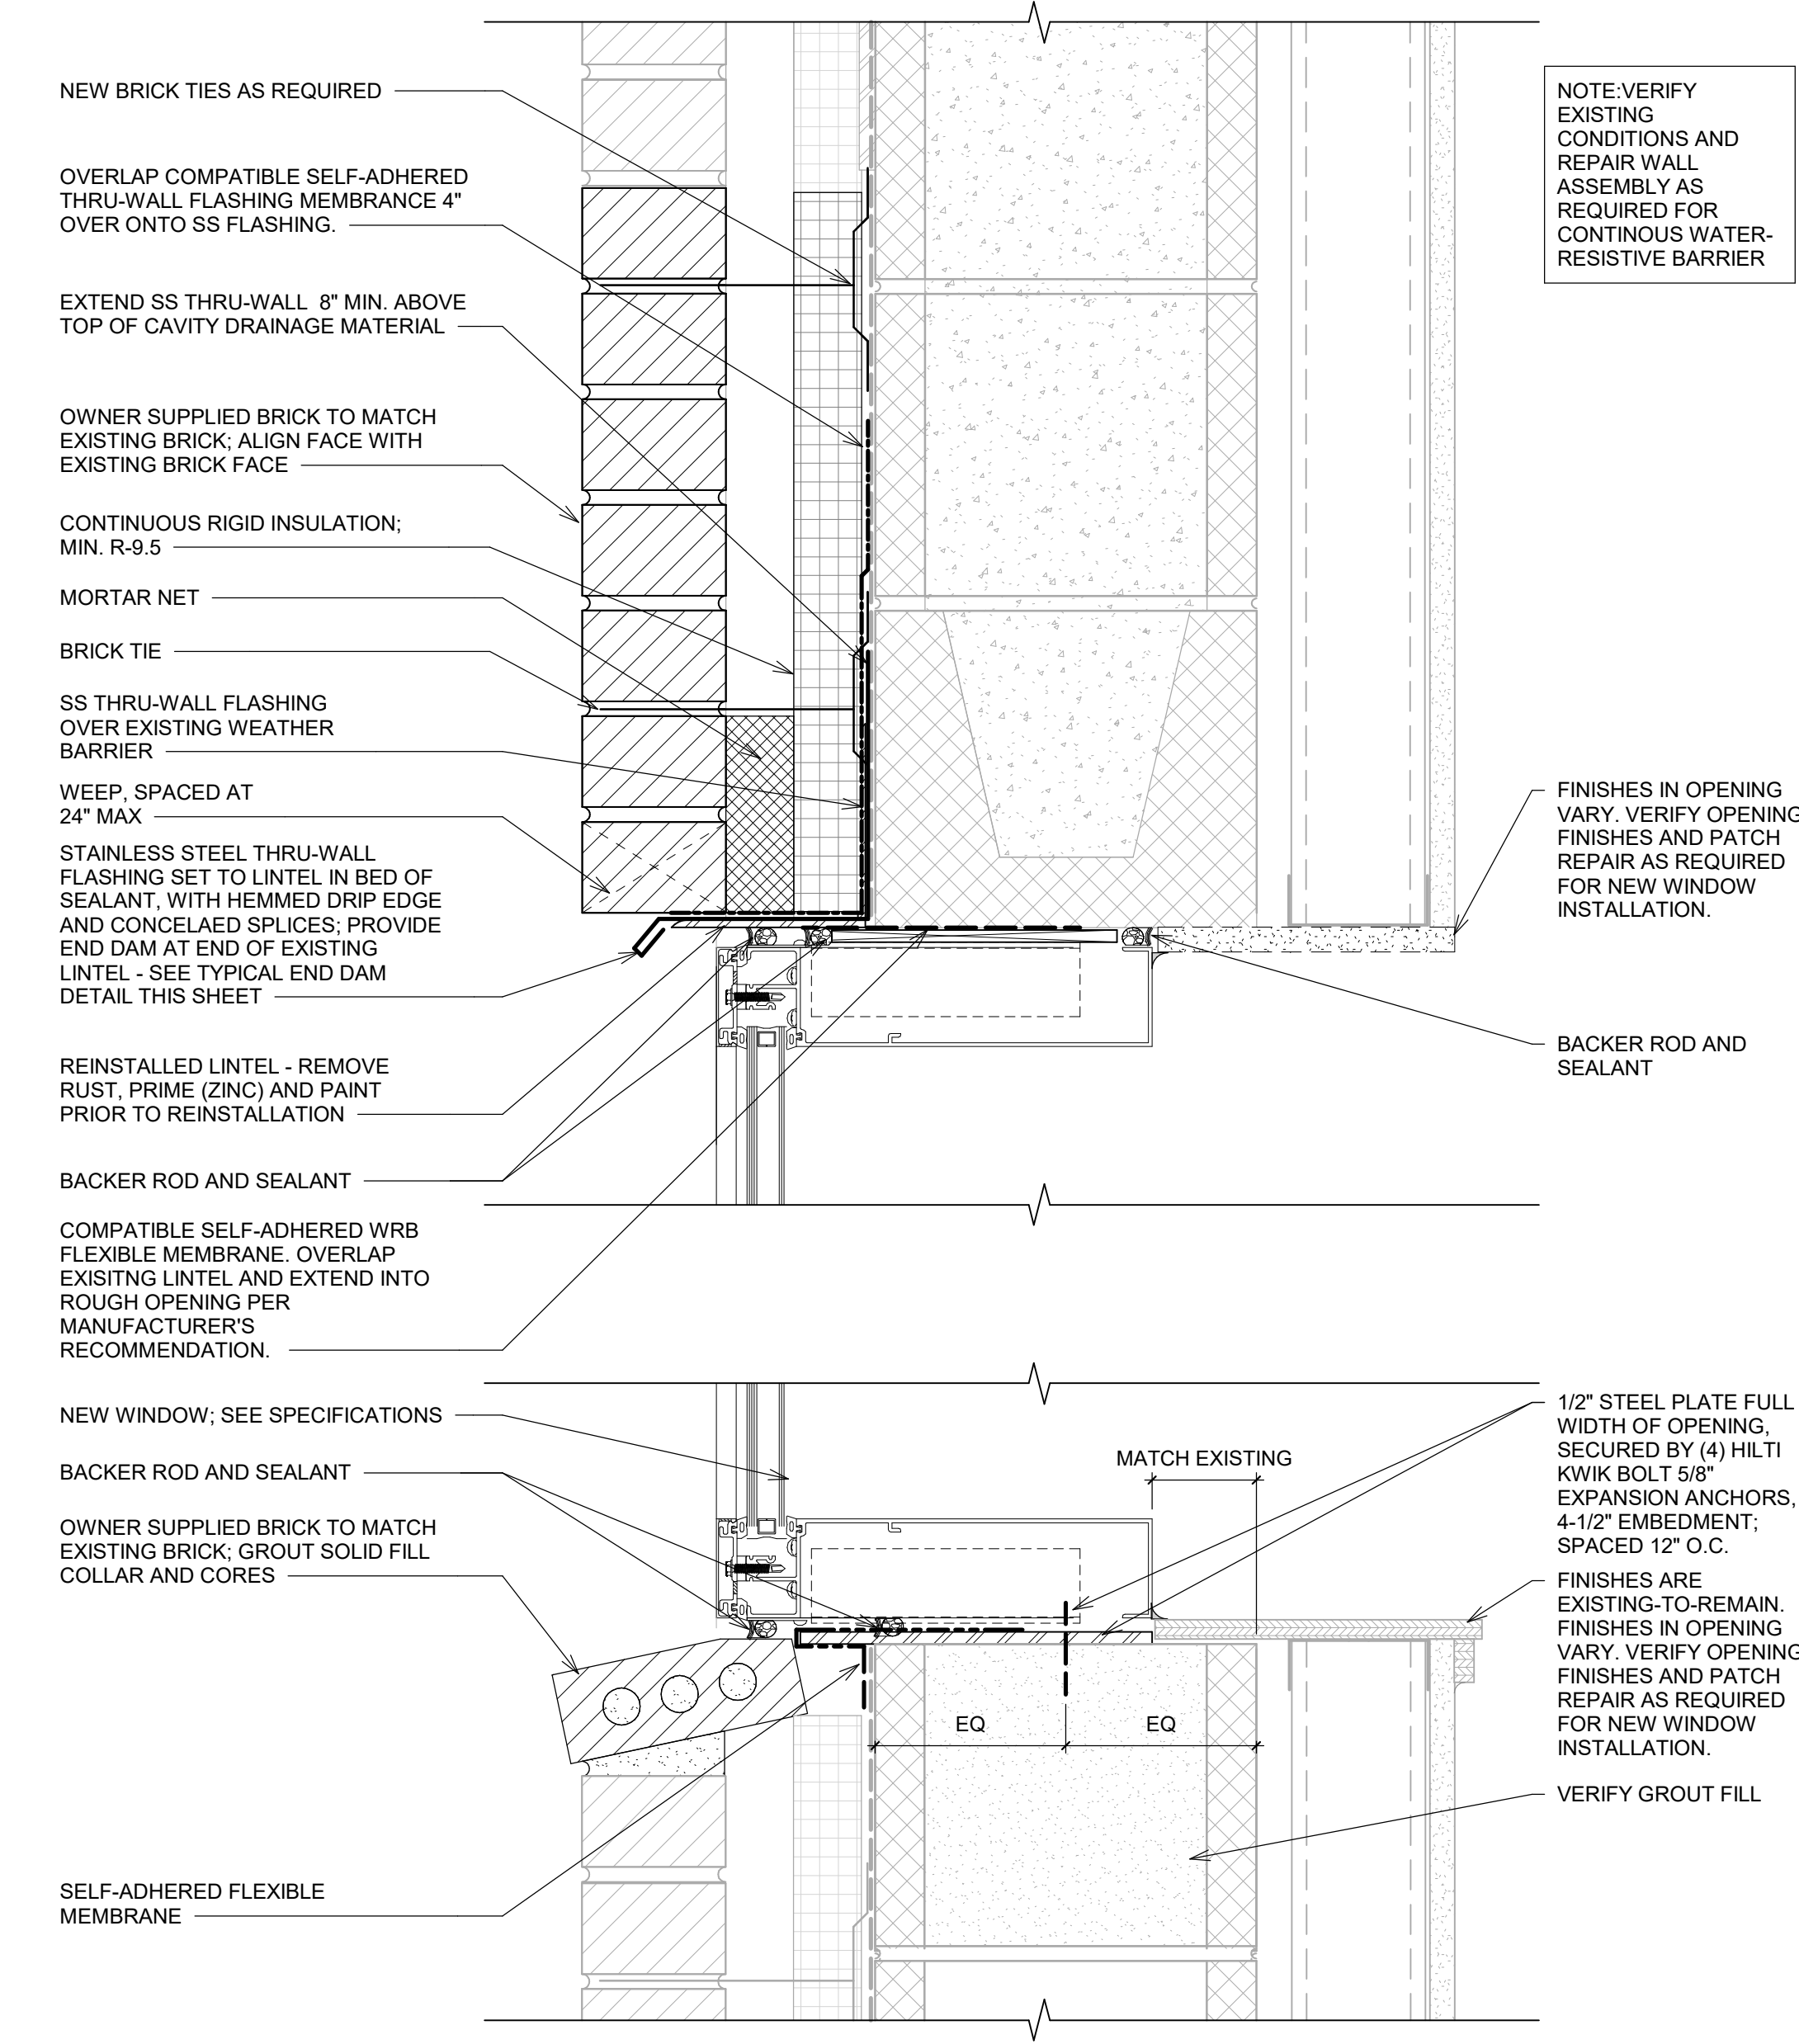 NEW BRICK TIES AS REQUIRED
OVERLAP COMPATIBLE SELF-ADHERED
THRU-WALL FLASHING MEMBRANCE 4"
OVER ONTO SS FLASHING.
EXTEND SS THRU-WALL  8" MIN. ABOVE
TOP OF CAVITY DRAINAGE MATERIAL
OWNER SUPPLIED BRICK TO MATCH
EXISTING BRICK; ALIGN FACE WITH
EXISTING BRICK FACE
CONTINUOUS RIGID INSULATION;
MIN. R-9.5
MORTAR NET
BRICK TIE
SS THRU-WALL FLASHING
OVER EXISTING WEATHER
BARRIER
WEEP, SPACED AT
24" MAX
STAINLESS STEEL THRU-WALL
FLASHING SET TO LINTEL IN BED OF
SEALANT, WITH HEMMED DRIP EDGE
AND CONCELAED SPLICES; PROVIDE
END DAM AT END OF EXISTING
LINTEL - SEE TYPICAL END DAM
DETAIL THIS SHEET
REINSTALLED LINTEL - REMOVE
RUST, PRIME (ZINC) AND PAINT
PRIOR TO REINSTALLATION
BACKER ROD AND SEALANT
COMPATIBLE SELF-ADHERED WRB
FLEXIBLE MEMBRANE. OVERLAP
EXISITNG LINTEL AND EXTEND INTO
ROUGH OPENING PER
MANUFACTURER'S
RECOMMENDATION.
NEW WINDOW; SEE SPECIFICATIONS
BACKER ROD AND SEALANT
OWNER SUPPLIED BRICK TO MATCH
EXISTING BRICK; GROUT SOLID FILL
COLLAR AND CORES
SELF-ADHERED FLEXIBLE
MEMBRANE
MATCH EXISTING
EQ
EQ
NOTE:VERIFY
EXISTING
CONDITIONS AND
REPAIR WALL
ASSEMBLY AS
REQUIRED FOR
CONTINOUS WATER-
RESISTIVE BARRIER
FINISHES IN OPENING
VARY. VERIFY OPENING
FINISHES AND PATCH
REPAIR AS REQUIRED
FOR NEW WINDOW
INSTALLATION.
BACKER ROD AND
SEALANT
1/2" STEEL PLATE FULL
WIDTH OF OPENING,
SECURED BY (4) HILTI
KWIK BOLT 5/8"
EXPANSION ANCHORS,
4-1/2" EMBEDMENT;
SPACED 12" O.C.
FINISHES ARE
EXISTING-TO-REMAIN.
FINISHES IN OPENING
VARY. VERIFY OPENING
FINISHES AND PATCH
REPAIR AS REQUIRED
FOR NEW WINDOW
INSTALLATION.
VERIFY GROUT FILL